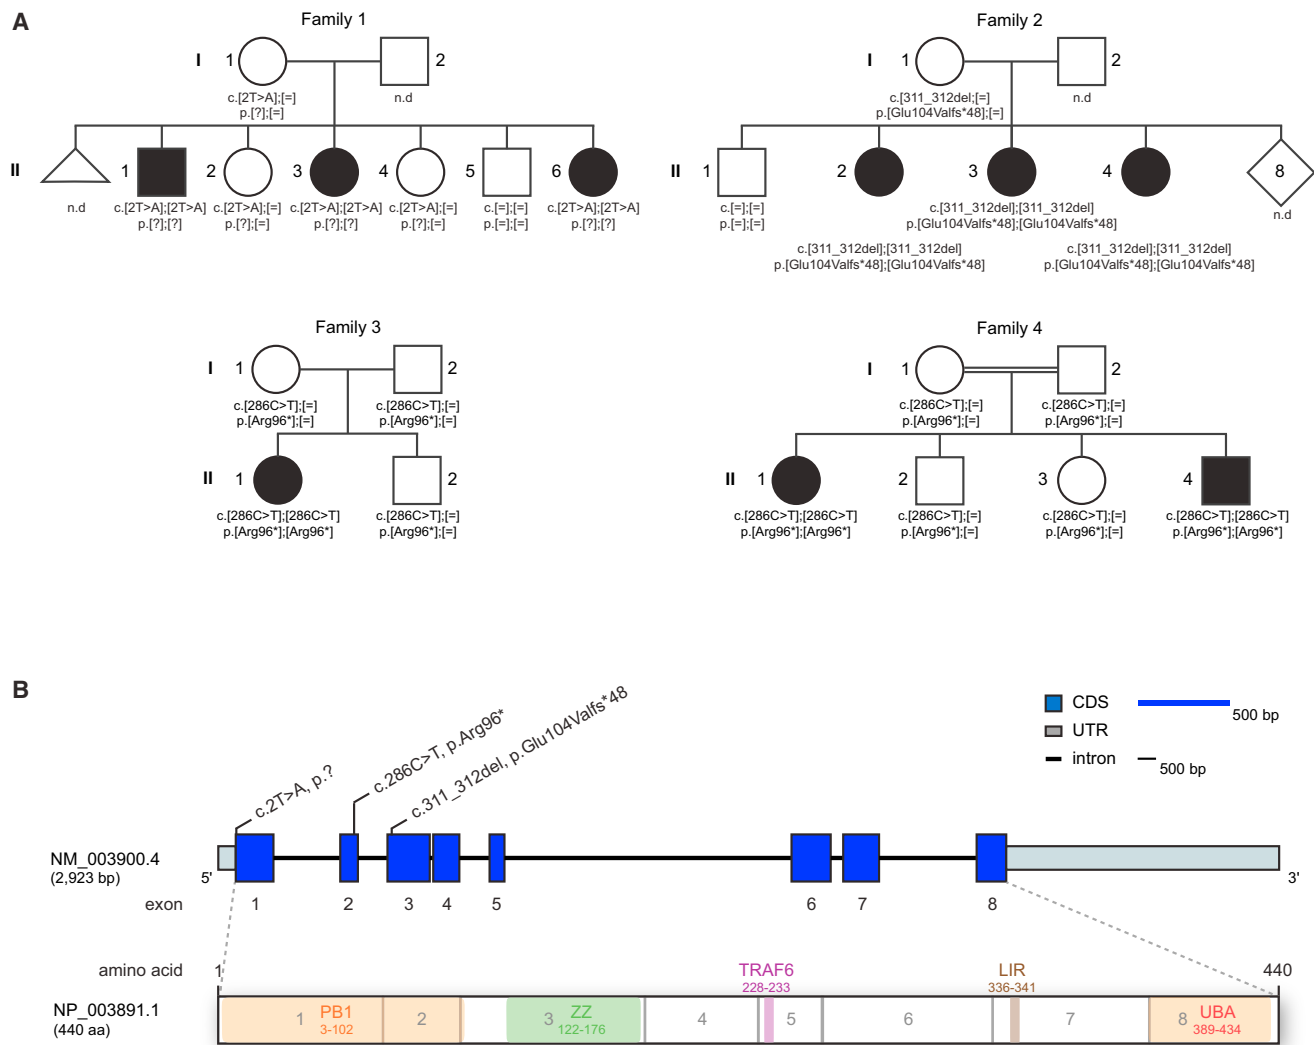 A
Family 1
Family 2
I 1 2
I 1 2
c.[2T>A];[=]
p.[?];[=]
n.d
c.[311_312del;[=]
p.[Glu104Valfs*48];[=]
n.d
II 1 2 3 4 5 6
II 1 2 3 4 8
n.d
c.[2T>A];[2T>A]
p.[?];[?]
c.[2T>A];[=]
p.[?];[=]
c.[2T>A];[2T>A]
p.[?];[?]
c.[2T>A];[=]
p.[?];[=]
c.[=];[=]
p.[=];[=]
c.[2T>A];[2T>A]
p.[?];[?]
c.[=];[=]
p.[=];[=]
c.[311_312del];[311_312del]
p.[Glu104Valfs*48];[Glu104Valfs*48]
n.d
c.[311_312del];[311_312del]
p.[Glu104Valfs*48];[Glu104Valfs*48]
c.[311_312del];[311_312del]
p.[Glu104Valfs*48];[Glu104Valfs*48]
Family 3
Family 4
I 1 2
I 1 2
c.[286C>T];[=]
p.[Arg96*];[=]
c.[286C>T];[=]
p.[Arg96*];[=]
c.[286C>T];[=]
p.[Arg96*];[=]
c.[286C>T];[=]
p.[Arg96*];[=]
II 1 2
II 1 2 3 4
c.[286C>T];[286C>T]
p.[Arg96*];[Arg96*]
c.[286C>T];[=]
p.[Arg96*];[=]
c.[286C>T];[286C>T]
p.[Arg96*];[Arg96*]
c.[286C>T];[=]
p.[Arg96*];[=]
c.[286C>T];[=]
p.[Arg96*];[=]
c.[286C>T];[286C>T]
p.[Arg96*];[Arg96*]
B
c.2T>A, p.?
c.286C>T, p.Arg96*
c.311_312del, p.Glu104Valfs*48
CDS
500 bp
UTR
intron
500 bp
NM_003900.4
(2,923 bp)
5'
3'
exon 1 2 3 4 5 6 7 8
amino acid 1
TRAF6
228-233
LIR
336-341
440
NP_003891.1
(440 aa)
1 PB1
3-102
2
3 ZZ
122-176
4 5 6 7
8 UBA
389-434